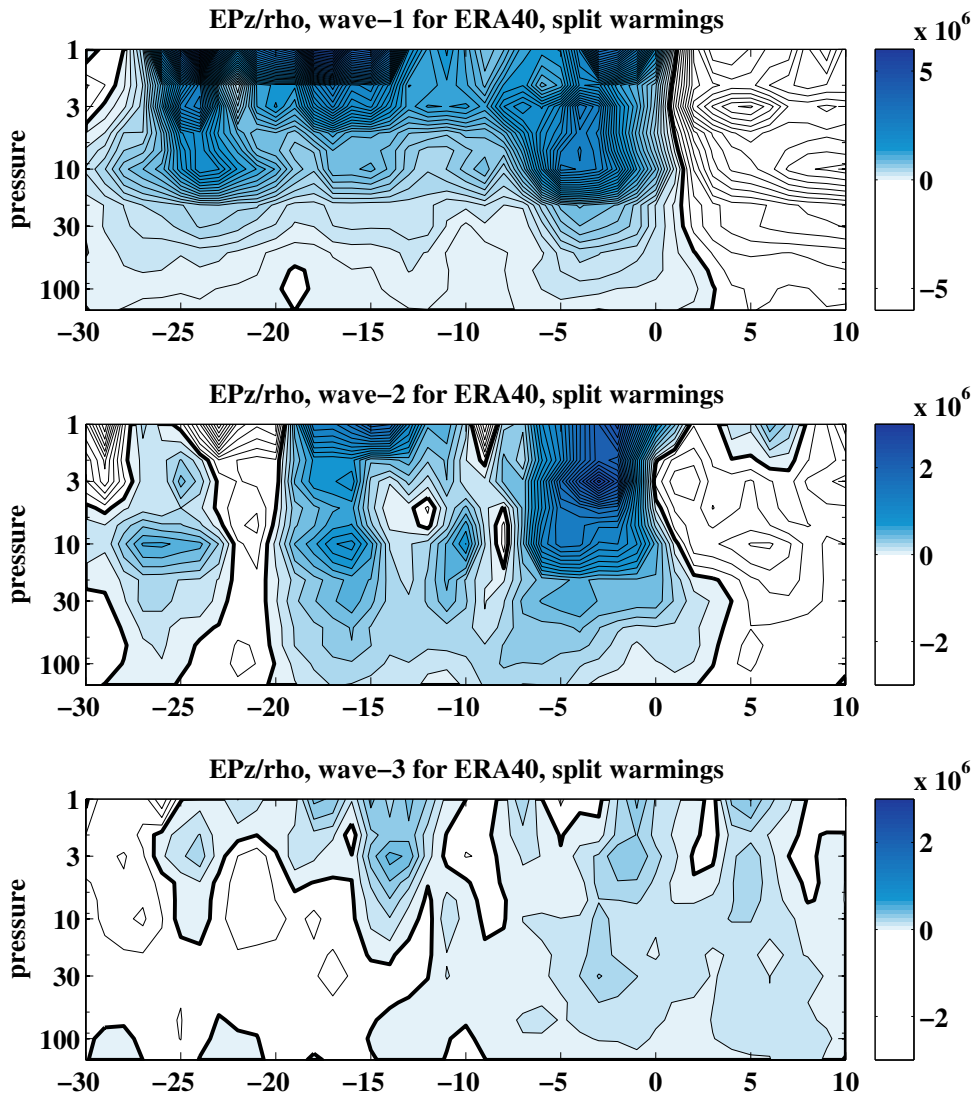 EPz/rho, wave−1 for ERA40, split warmings
x 10^6
1
3
10
30
100
pressure
−30 −25 −20 −15 −10 −5 0 5 10
5
0
−5
EPz/rho, wave−2 for ERA40, split warmings
x 10^6
1
3
10
30
100
pressure
−30 −25 −20 −15 −10 −5 0 5 10
2
0
−2
EPz/rho, wave−3 for ERA40, split warmings
x 10^6
1
3
10
30
100
pressure
−30 −25 −20 −15 −10 −5 0 5 10
2
0
−2